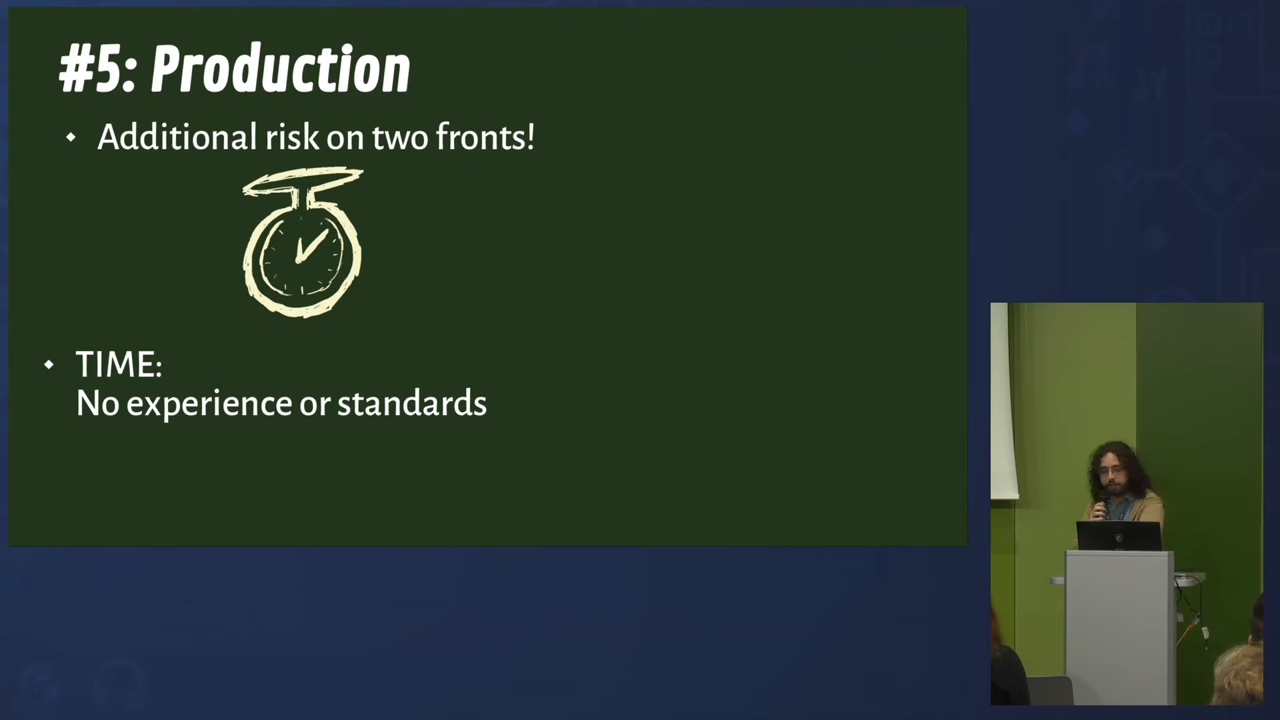 #5: Production
Additional risk on two fronts!
TIME:
No experience or standards